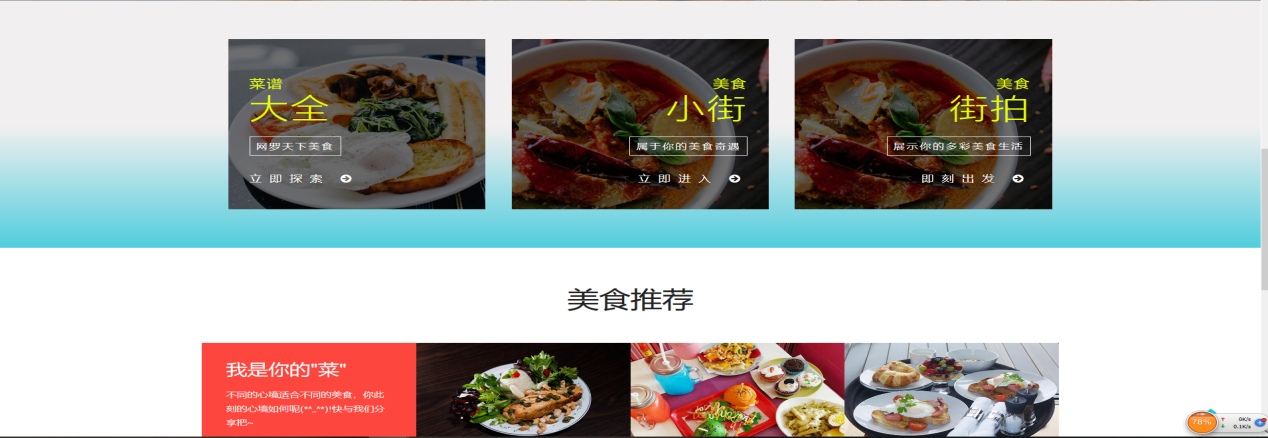 菜谱
大全
网罗天下美食
立即探索
美食
小街
属于你的美食奇遇
立即进入
美食
街拍
展示你的多彩美食生活
即刻出发
美食推荐
我是你的"菜"
不同的心境适合不同的美食，你此
刻的心境如何呢(*^_^*)!快与我们分
享把~
78%
0K/s
0.1K/s